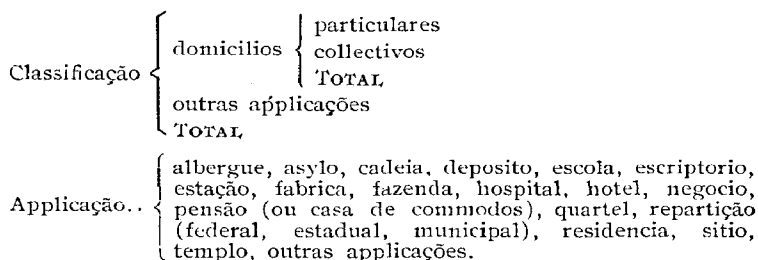 particulares
domicilios collectivos
Classificação TOTAL
outras applicações
TOTAL
albergue, asylo, cadeia, deposito, escola, escriptorio,
estação, fabrica, fazenda, hospital, hotel, negocio,
Applicação.. pensão (ou casa de commodos), quartel, repartição
(federal, estadual, municipal), residencia, sitio,
templo, outras applicações.